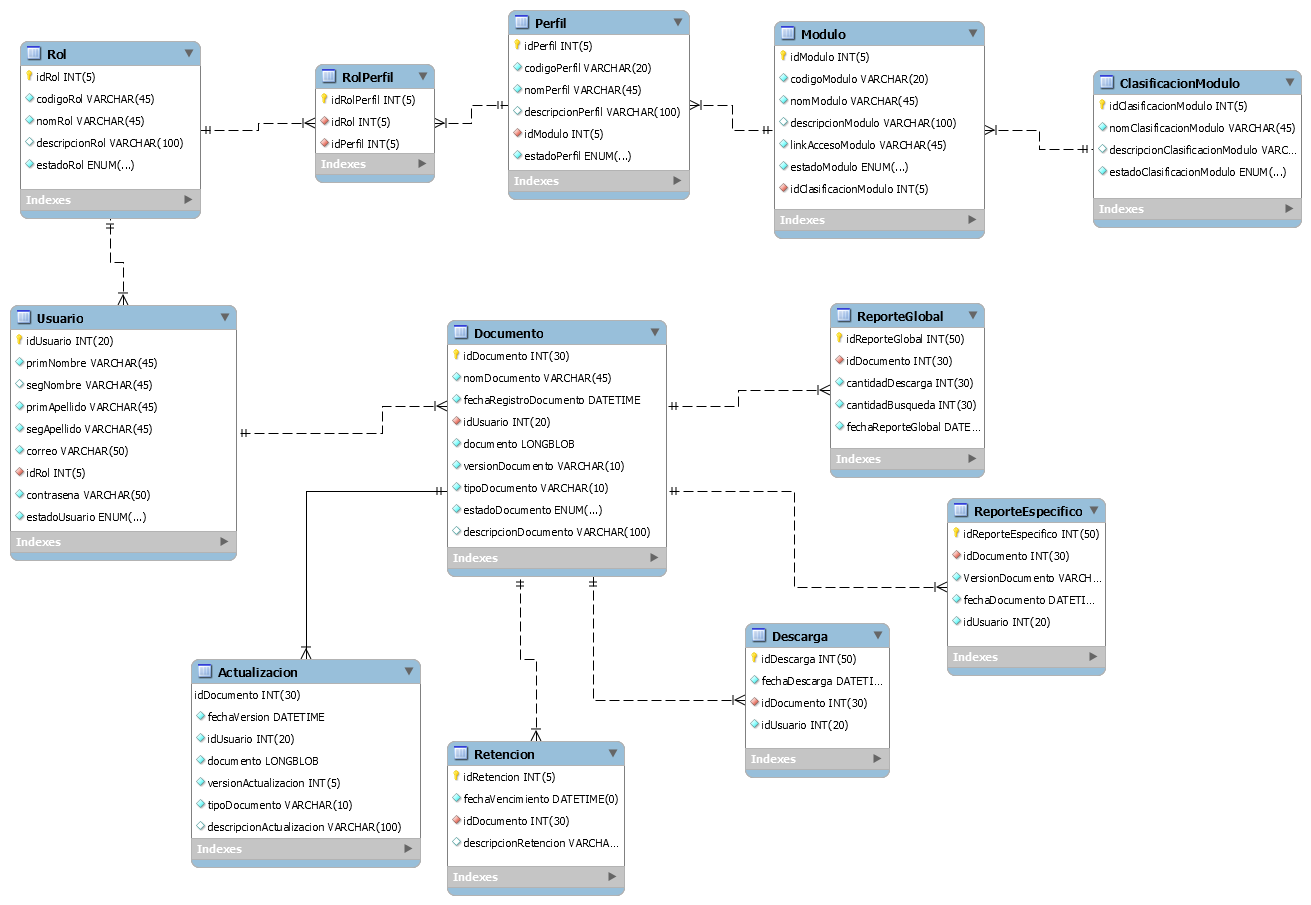 Rol
idRol INT(5)
codigoRol VARCHAR(45)
nomRol VARCHAR(45)
descripcionRol VARCHAR(100)
estadoRol ENUM(...)
Indexes
RolPerfil
idRolPerfil INT(5)
idRol INT(5)
idPerfil INT(5)
Indexes
Perfil
idPerfil INT(5)
codigoPerfil VARCHAR(20)
nomPerfil VARCHAR(45)
descripcionPerfil VARCHAR(100)
idModulo INT(5)
estadoPerfil ENUM(...)
Indexes
Modulo
idModulo INT(5)
codigoModulo VARCHAR(20)
nomModulo VARCHAR(45)
descripcionModulo VARCHAR(100)
linkAccesoModulo VARCHAR(45)
estadoModulo ENUM(...)
idClasificacionModulo INT(5)
Indexes
ClasificacionModulo
idClasificacionModulo INT(5)
nomClasificacionModulo VARCHAR(45)
descripcionClasificacionModulo VARC...
estadoClasificacionModulo ENUM(...)
Indexes
Usuario
idUsuario INT(20)
primNombre VARCHAR(45)
segNombre VARCHAR(45)
primApellido VARCHAR(45)
segApellido VARCHAR(45)
correo VARCHAR(50)
idRol INT(5)
contrasena VARCHAR(50)
estadoUsuario ENUM(...)
Indexes
Documento
idDocumento INT(30)
nomDocumento VARCHAR(45)
fechaRegistroDocumento DATETIME
idUsuario INT(20)
documento LONGBLOB
versionDocumento VARCHAR(10)
tipoDocumento VARCHAR(10)
estadoDocumento ENUM(...)
descripcionDocumento VARCHAR(100)
Indexes
ReporteGlobal
idReporteGlobal INT(50)
idDocumento INT(30)
cantidadDescarga INT(30)
cantidadBusqueda INT(30)
fechaReporteGlobal DATE...
Indexes
ReporteEspecifico
idReporteEspecifico INT(50)
idDocumento INT(30)
VersionDocumento VARCH...
fechaDocumento DATETI...
idUsuario INT(20)
Indexes
Actualizacion
idDocumento INT(30)
fechaVersion DATETIME
idUsuario INT(20)
documento LONGBLOB
versionActualizacion INT(5)
tipoDocumento VARCHAR(10)
descripcionActualizacion VARCHAR(100)
Indexes
Retencion
idRetencion INT(5)
fechaVencimiento DATETIME(0)
idDocumento INT(30)
descripcionRetencion VARCHA...
Indexes
Descarga
idDescarga INT(50)
fechaDescarga DATETI...
idDocumento INT(30)
idUsuario INT(20)
Indexes